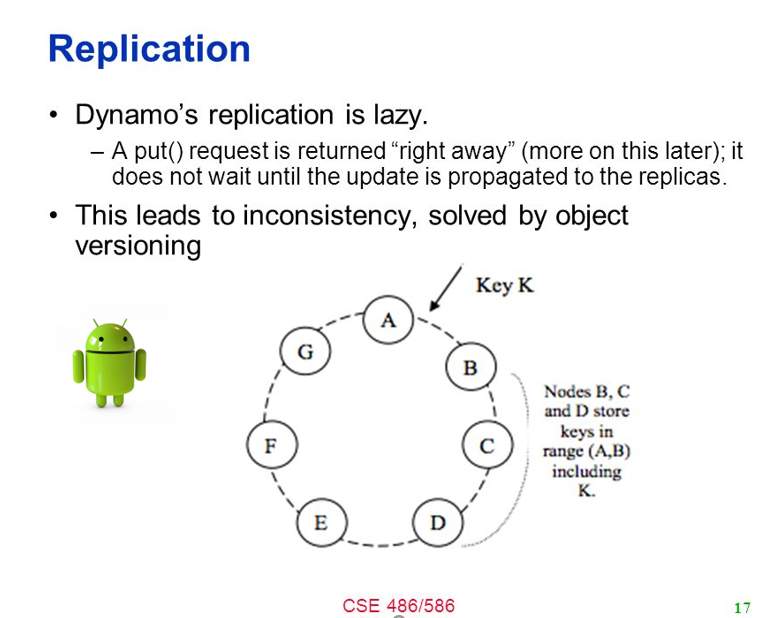 Replication
• Dynamo’s replication is lazy.
– A put() request is returned “right away” (more on this later); it
does not wait until the update is propagated to the replicas.
• This leads to inconsistency, solved by object
versioning
Key K
A
G
B
Nodes B, C
and D store
keys in
range (A,B)
including
K.
F
C
E
D
CSE 486/586
17